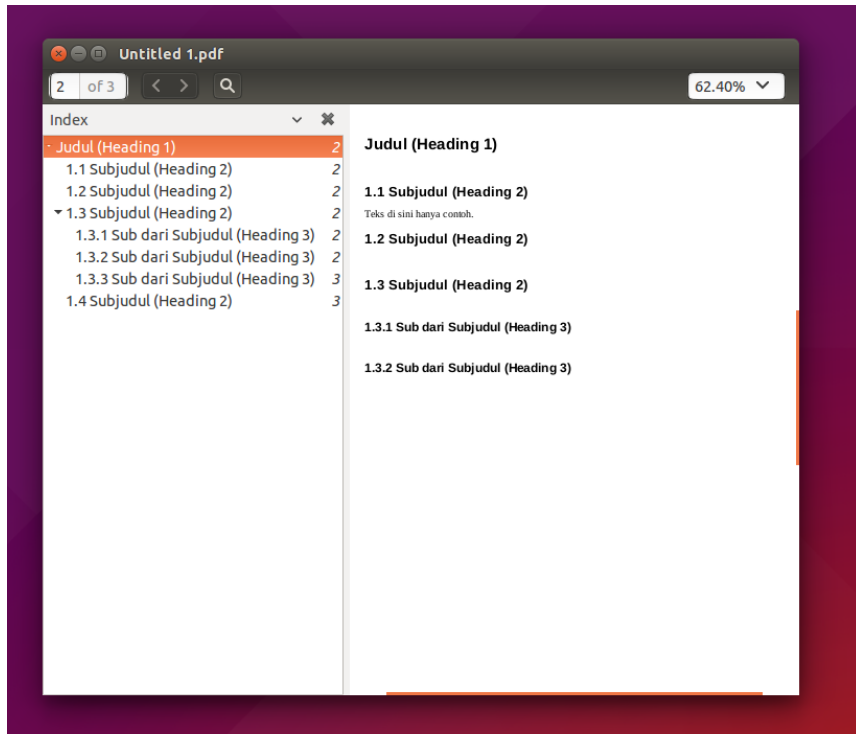 Untitled 1.pdf
2 of 3
62.40%
Index
Judul (Heading 1) 2
1.1 Subjudul (Heading 2) 2
1.2 Subjudul (Heading 2) 2
1.3 Subjudul (Heading 2) 2
1.3.1 Sub dari Subjudul (Heading 3) 2
1.3.2 Sub dari Subjudul (Heading 3) 2
1.3.3 Sub dari Subjudul (Heading 3) 3
1.4 Subjudul (Heading 2) 3
Judul (Heading 1)
1.1 Subjudul (Heading 2)
Teks di sini hanya contoh.
1.2 Subjudul (Heading 2)
1.3 Subjudul (Heading 2)
1.3.1 Sub dari Subjudul (Heading 3)
1.3.2 Sub dari Subjudul (Heading 3)